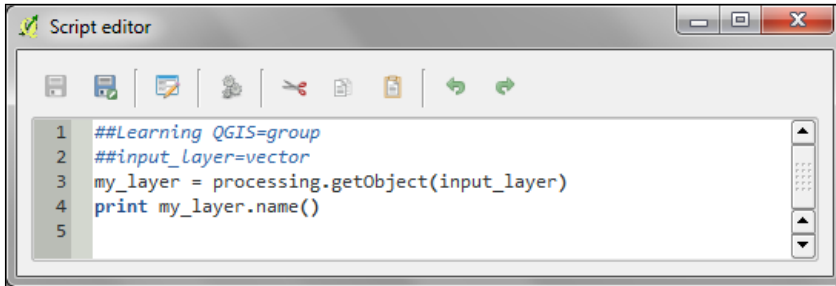 Script editor
1 ##Learning QGIS=group
2 ##input_layer=vector
3 my_layer = processing.getObject(input_layer)
4 print my_layer.name()
5